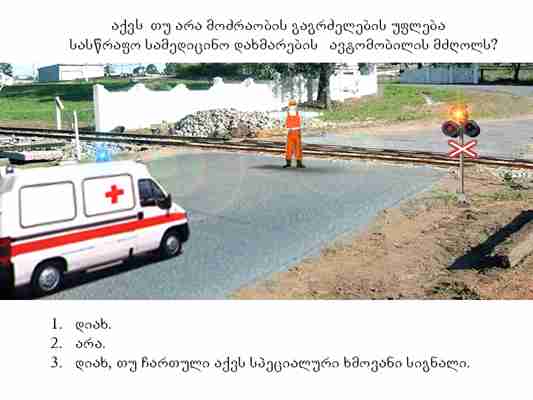 აქვს თუ არა მოძრაობის გაგრძელების უფლება
სასწრაფო სამედიცინო დახმარების ავტომობილის მძღოლს?
1. დიახ.
2. არა.
3. დიახ, თუ ჩართული აქვს სპეციალური ხმოვანი სიგნალი.